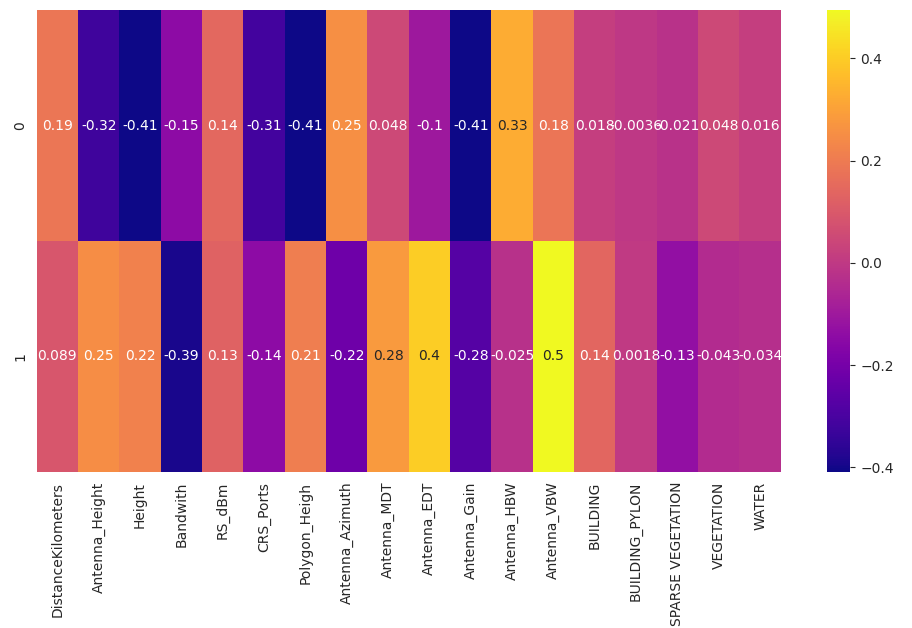 0.4
0.2
0.0
−0.2
−0.4
0
0.19 -0.32 -0.41 -0.15 0.14 -0.31 -0.41 0.25 0.048 -0.1 -0.41 0.33 0.18 0.018 -0.0036 -0.021 0.048 0.016
1
0.089 0.25 0.22 -0.39 0.13 -0.14 0.21 -0.22 0.28 0.4 -0.28 -0.025 0.5 0.14 0.0018 -0.13 -0.043 -0.034
DistanceKilometers
Antenna_Height
Height
Bandwith
RS_dBm
CRS_Ports
Polygon_Heigh
Antenna_Azimuth
Antenna_MDT
Antenna_EDT
Antenna_Gain
Antenna_HBW
Antenna_VBW
BUILDING
BUILDING_PYLON
SPARSE VEGETATION
VEGETATION
WATER